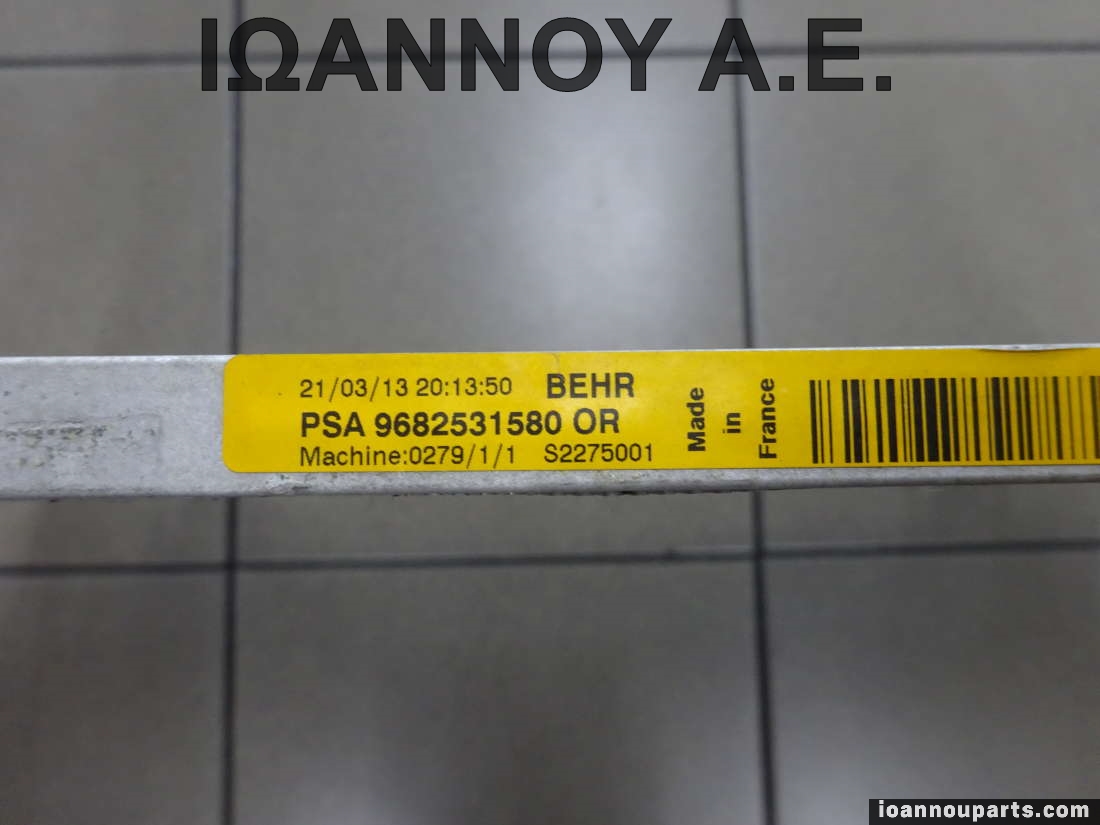 ΙΩΑΝΝΟΥ Α.Ε.
21/03/13 20:13:50 BEHR
PSA 9682531580 OR
Machine:0279/1/1 S2275001
Made
in
France
ioannouparts.com